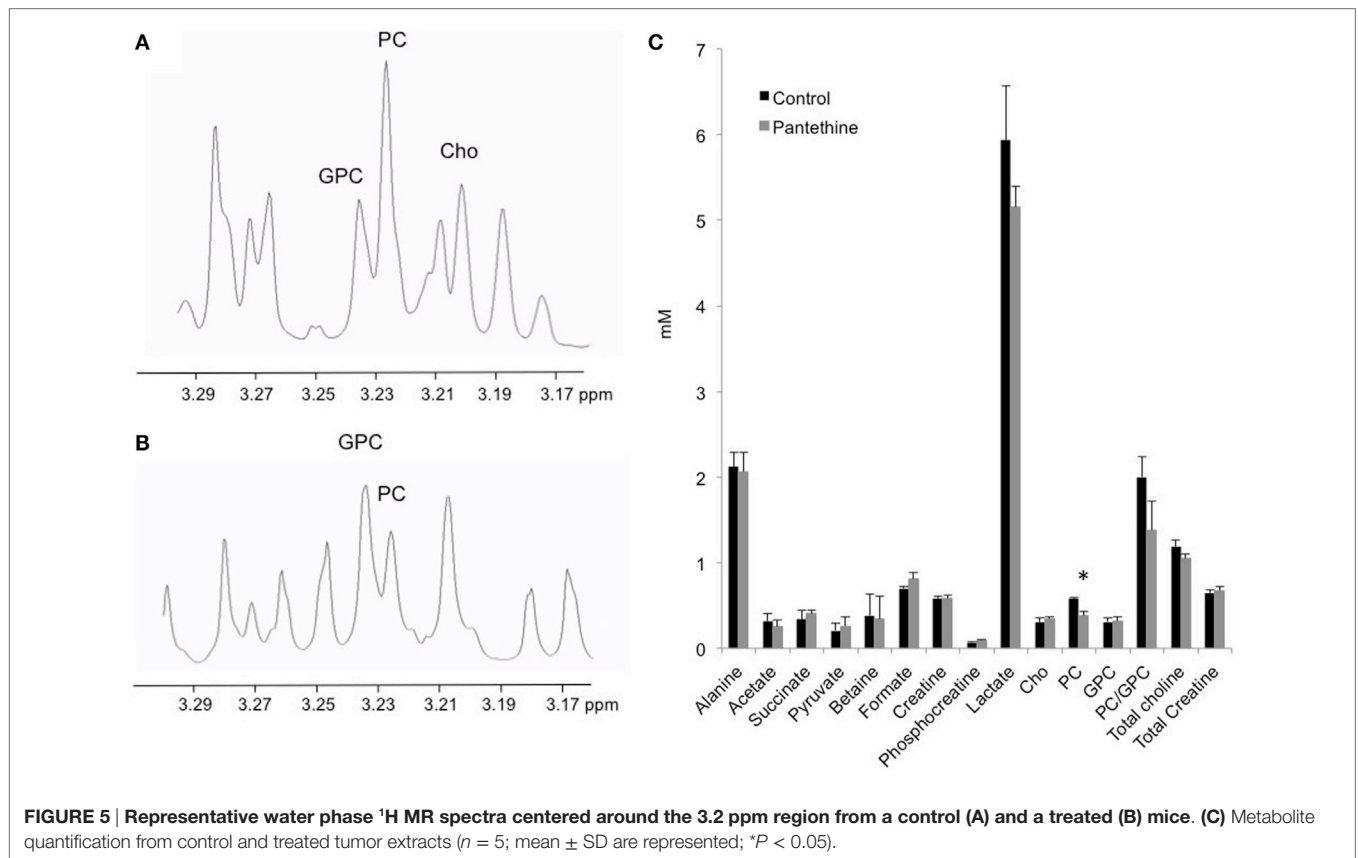 A
PC
Cho
GPC
3.29 3.27 3.25 3.23 3.21 3.19 3.17 ppm
B
GPC
PC
3.29 3.27 3.25 3.23 3.21 3.19 3.17 ppm
C
7
6
5
4
3
2
1
0
mM
Control
Pantethine
*
Alanine
Acetate
Succinate
Pyruvate
Betaine
Formate
Creatine
Phosphocreatine
Lactate
Cho
PC
GPC
PC/GPC
Total choline
Total Creatine
FIGURE 5 | Representative water phase ¹H MR spectra centered around the 3.2 ppm region from a control (A) and a treated (B) mice. (C) Metabolite
quantification from control and treated tumor extracts (n = 5; mean ± SD are represented; *P < 0.05).